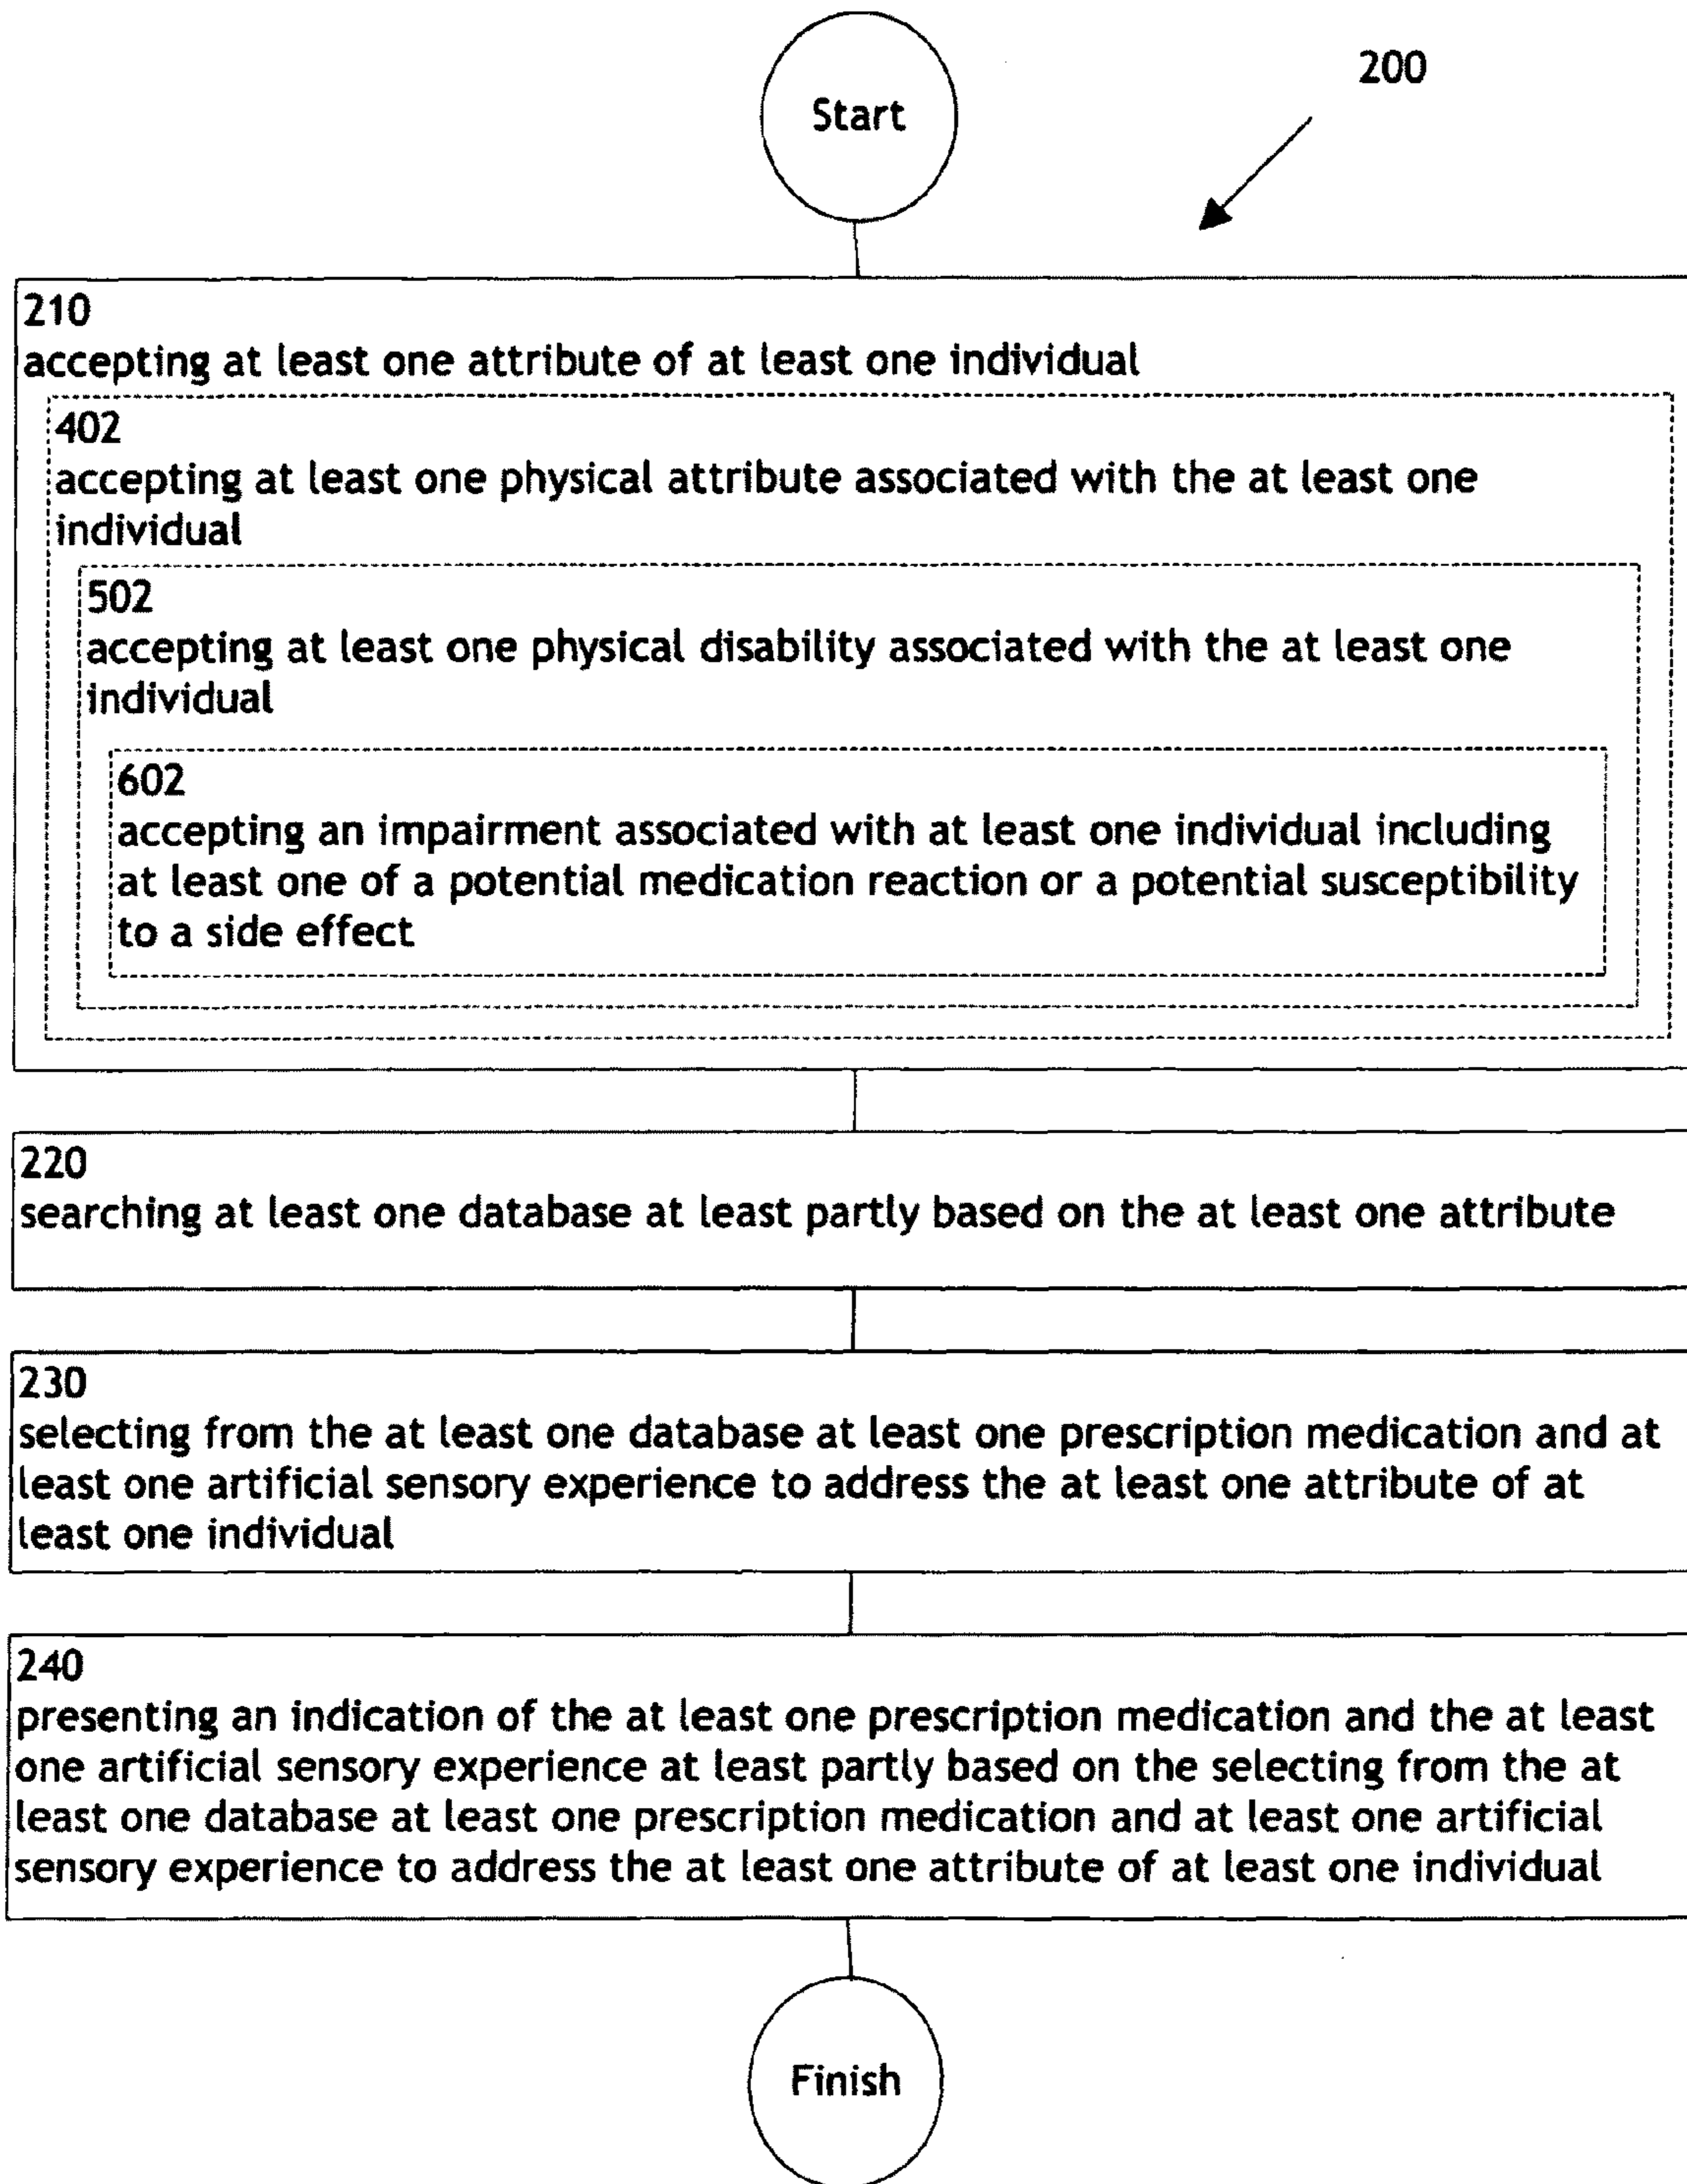 Start
200
210
accepting at least one attribute of at least one individual
402
accepting at least one physical attribute associated with the at least one
individual
502
accepting at least one physical disability associated with the at least one
individual
602
accepting an impairment associated with at least one individual including
at least one of a potential medication reaction or a potential susceptibility
to a side effect
220
searching at least one database at least partly based on the at least one attribute
230
selecting from the at least one database at least one prescription medication and at
least one artificial sensory experience to address the at least one attribute of at
least one individual
240
presenting an indication of the at least one prescription medication and the at least
one artificial sensory experience at least partly based on the selecting from the at
least one database at least one prescription medication and at least one artificial
sensory experience to address the at least one attribute of at least one individual
Finish